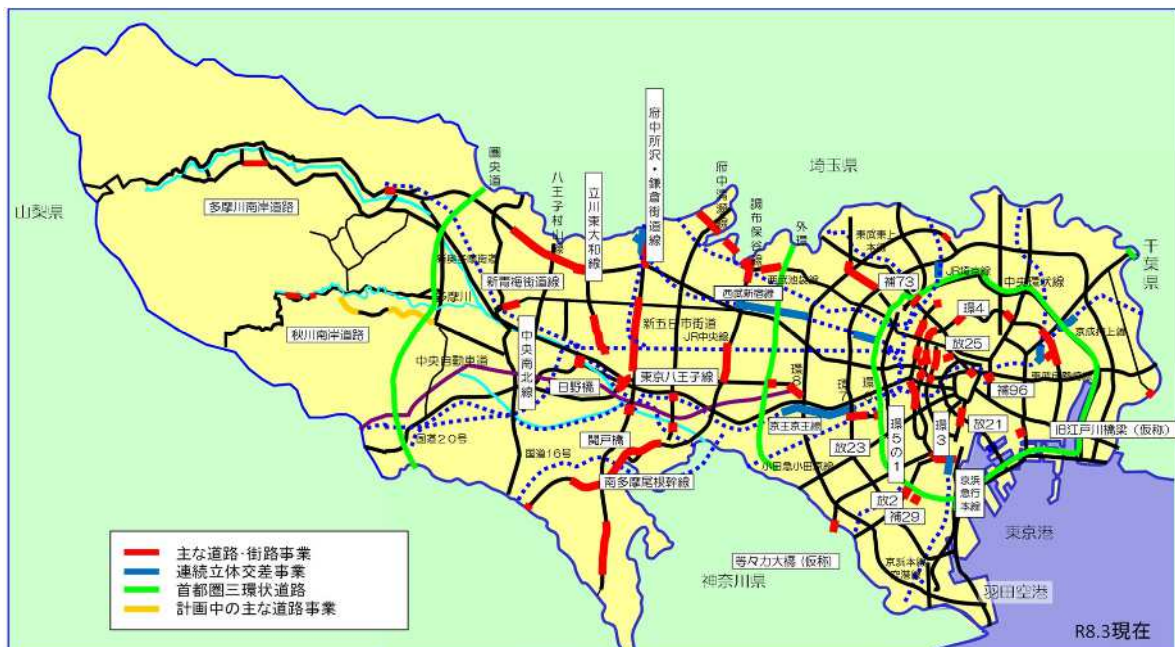 埼玉県
山梨県
千葉県
神奈川県
東京港
羽田空港
圏央道
八王子村山線
立川東大和線
府中所沢・鎌倉街道線
府中清瀬線
調布保谷線
外環
多摩川南岸道路
新奥多摩街道
多摩川
新青梅街道線
秋川南岸道路
中央自動車道
中央南北線
新五日市街道
JR中央線
日野橋
東京八王子線
関戸橋
国道20号
国道16号
南多摩尾根幹線
西武新宿線
西武池袋線
東武東上本線
補73
JR埼京線
中央環状線
環4
放25
京成押上線
補96
環8
環7
京王京王線
小田急小田原線
放23
環5の1
環3
放21
旧江戸川橋梁（仮称）
京浜急行本線
放2
補29
等々力大橋（仮称）
主な道路・街路事業
連続立体交差事業
首都圏三環状道路
計画中の主な道路事業
R8.3現在